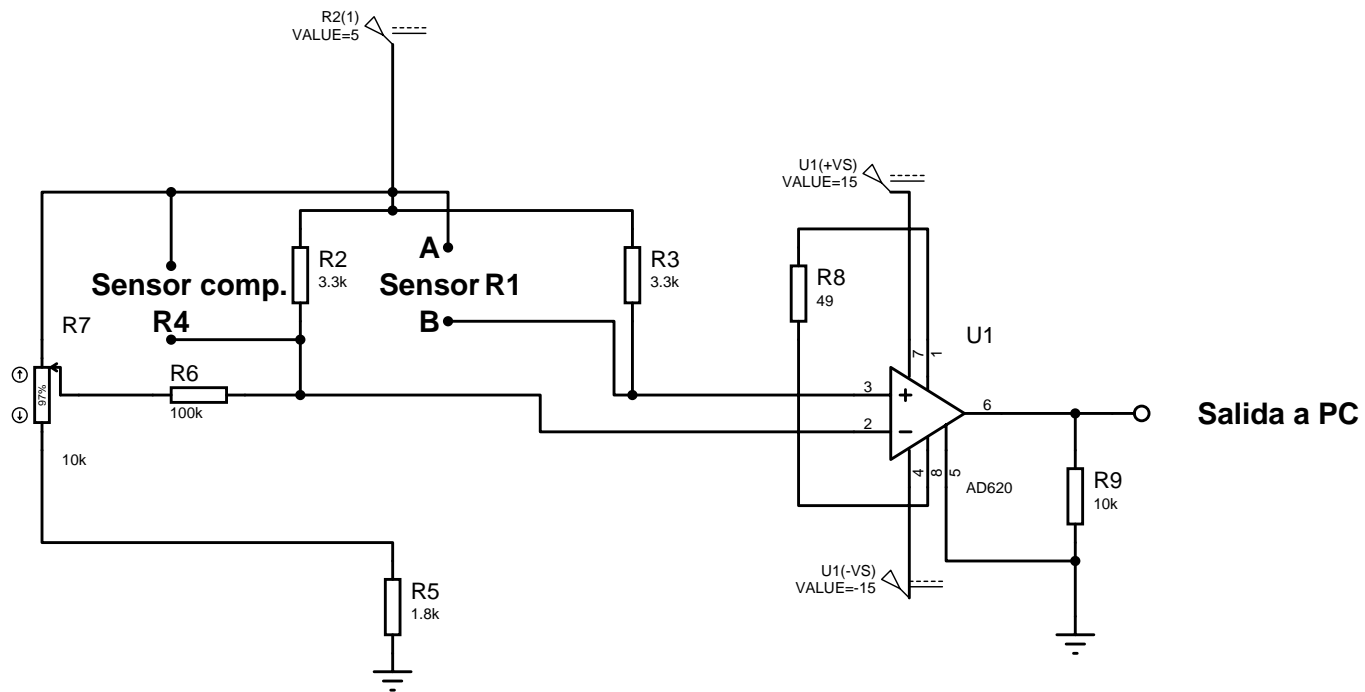 R2(1)
VALUE=5
U1(+VS)
VALUE=15
A
R2
3.3k
Sensor comp.
Sensor R1
R3
3.3k
R8
49
R4
B
R7
U1
97%
R6
100k
7
1
3
2
6
Salida a PC
10k
4
8
5
AD620
R9
10k
U1(-VS)
VALUE=-15
R5
1.8k